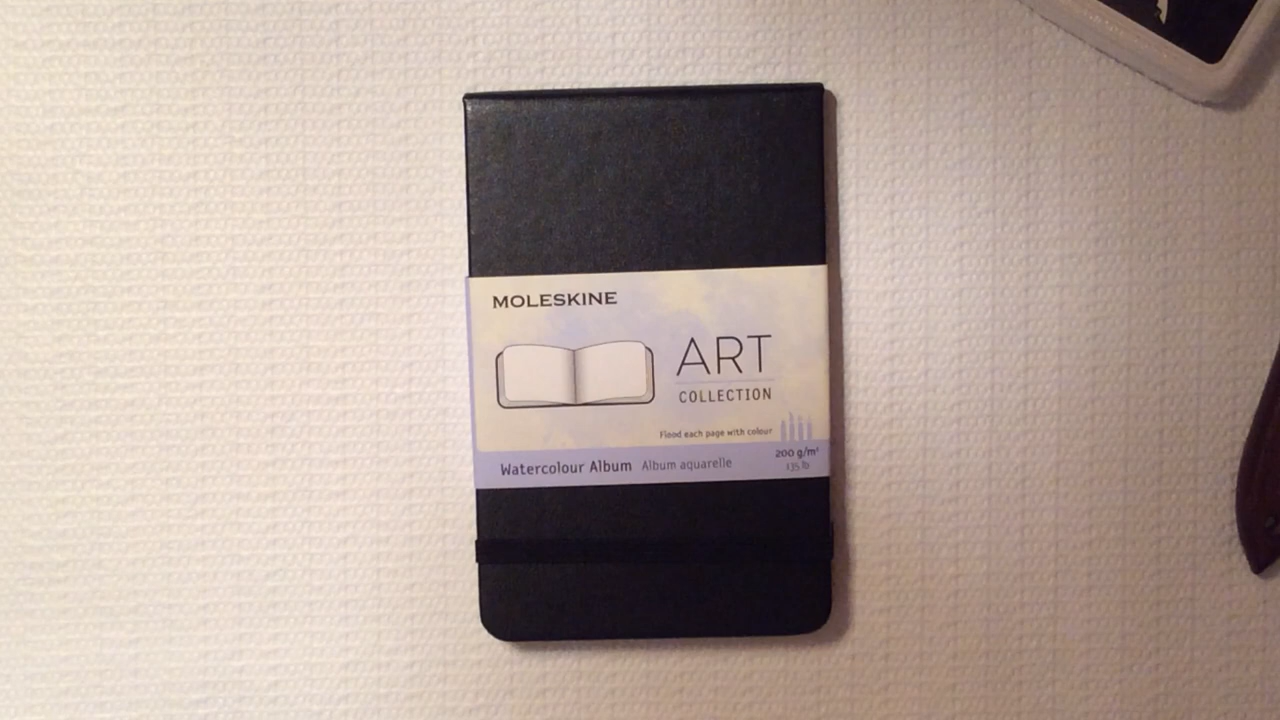 MOLESKINE
ART
COLLECTION
Flood each page with colour
Watercolour Album Album aquarelle
200 g/m²
135 lb